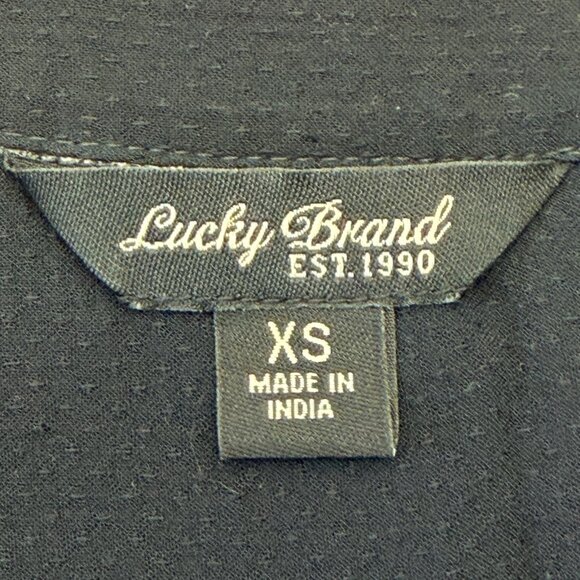 Lucky Brand
EST. 1990
XS
MADE IN
INDIA